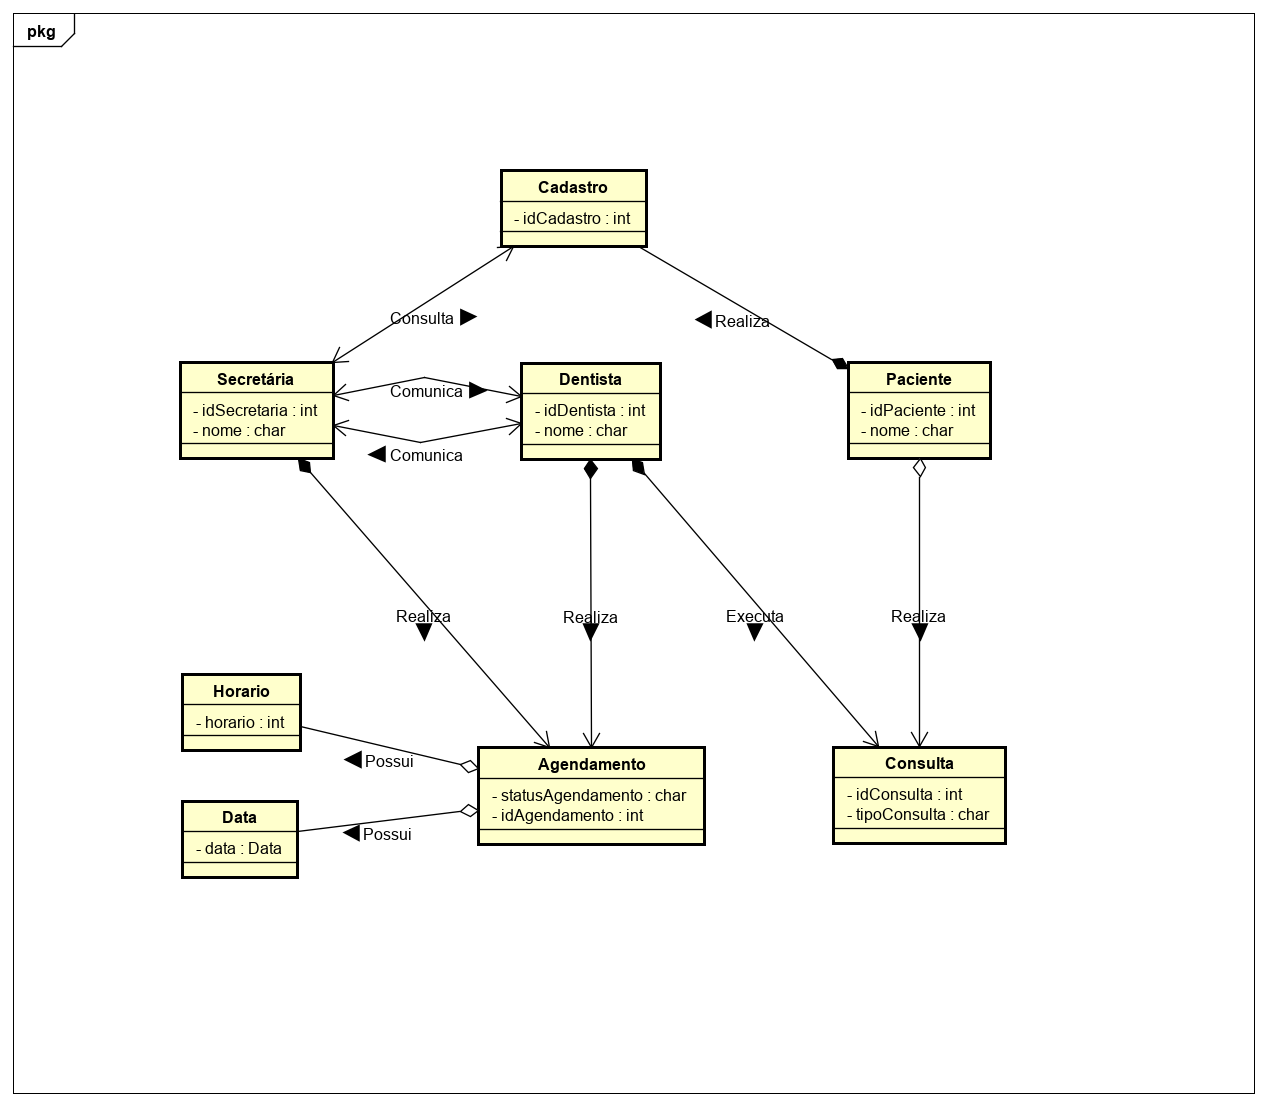 pkg
Cadastro
- idCadastro : int
Consulta
Realiza
Secretária
- idSecretaria : int
- nome : char
Comunica
Comunica
Dentista
- idDentista : int
- nome : char
Paciente
- idPaciente : int
- nome : char
Realiza
Realiza
Executa
Realiza
Horario
- horario : int
Possui
Data
- data : Data
Possui
Agendamento
- statusAgendamento : char
- idAgendamento : int
Consulta
- idConsulta : int
- tipoConsulta : char